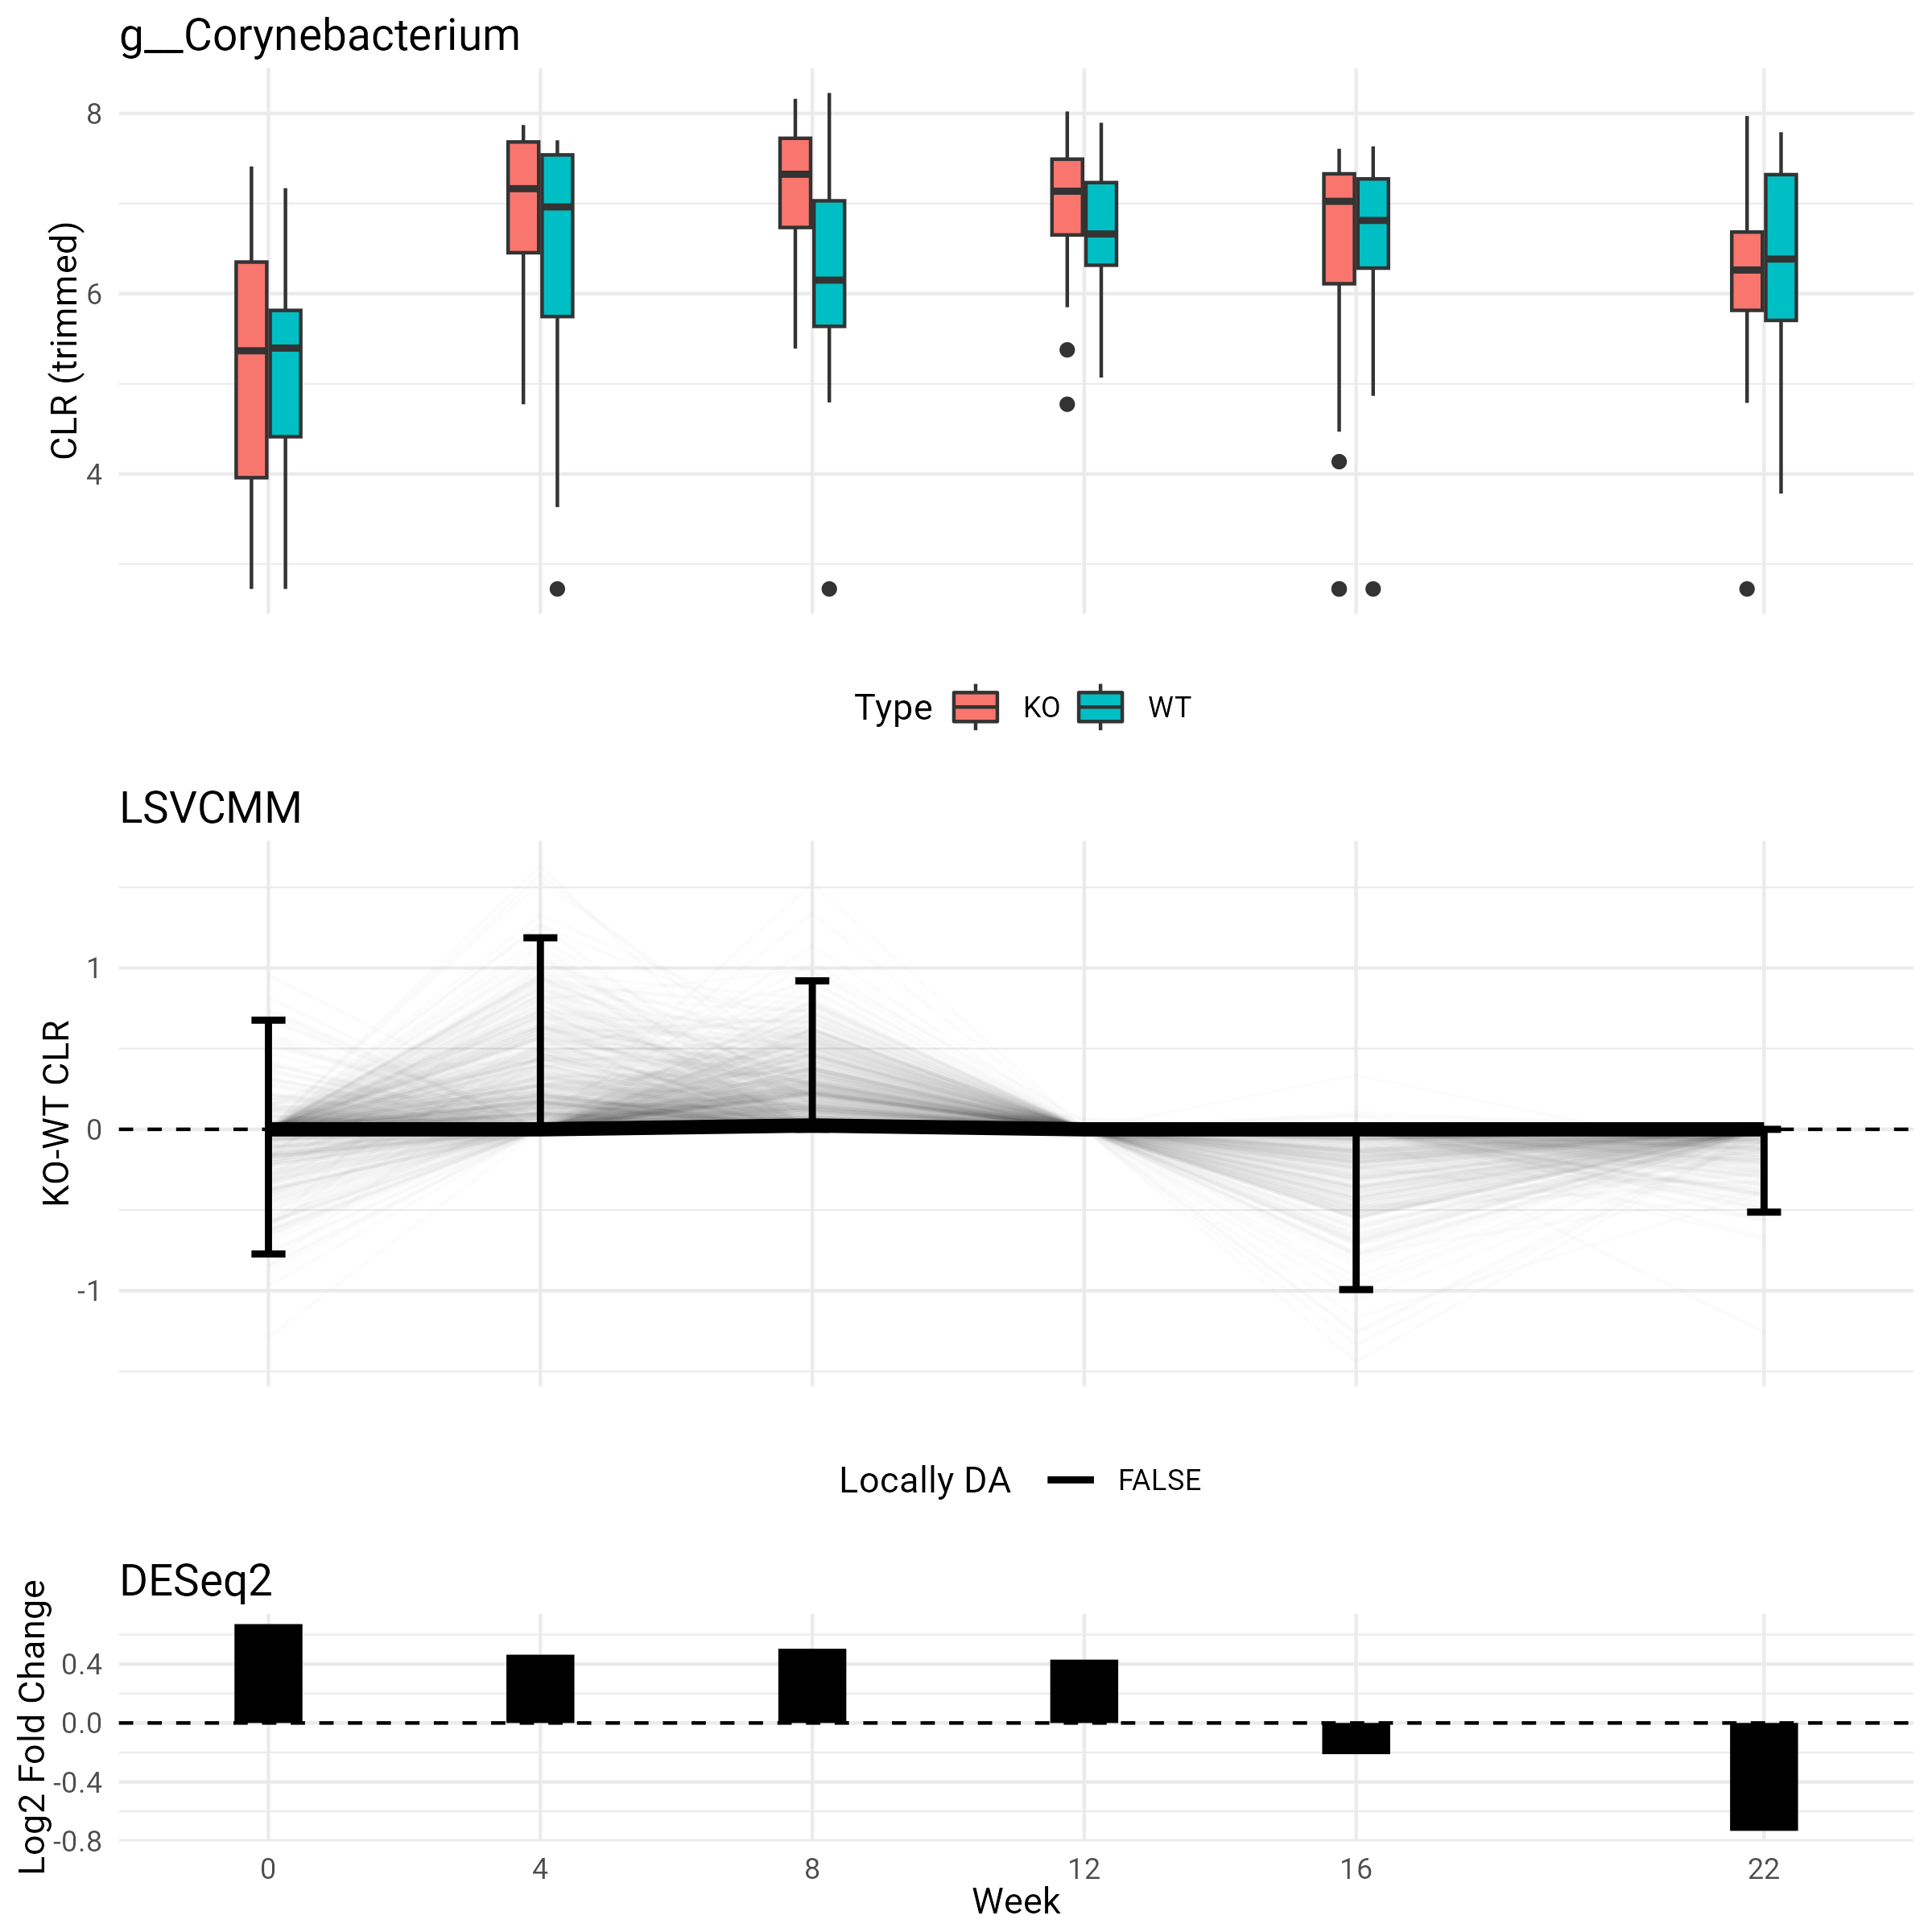 g__Corynebacterium
CLR (trimmed)
8
6
4
Type KO WT
LSVCMM
KO-WT CLR
1
0
-1
Locally DA FALSE
DESeq2
Log2 Fold Change
0.4
0.0
-0.4
-0.8
0 4 8 12 16 22
Week